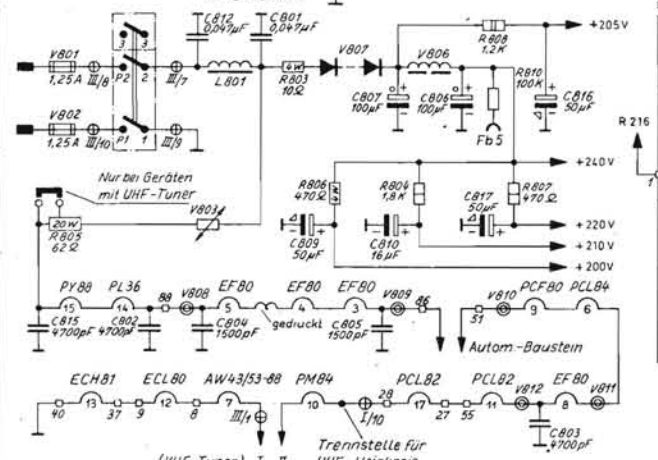 C812
0,047µF
C801
0,047µF
V801
1,25A
III/8
P2
3
3
2
III/7
L801
R803
10Ω
4W
V807
V806
R808
1,2K
+205V
C807
100µF
C806
100µF
Fb5
R810
100K
C816
50µF
R 216
1
V802
1,25A
III/10
P1
1
III/9
Nur bei Geräten
mit UHF-Tuner
20W
R805
62Ω
V803
R806
470Ω
4W
R804
1,8K
C817
50µF
R807
470Ω
+240V
C809
50µF
C810
16µF
+220V
+210V
+200V
PY88
15
PL36
14
88
V808
EF80
5
gedruckt
EF80
4
EF80
3
V809
86
51
V810
PCF80
9
PCL84
6
C815
4700pF
C802
4700pF
C804
1500pF
C805
1500pF
Autom.-Baustein
40
ECH81
13
37
9
ECL80
12
8
AW43/53-88
7
III/1
PM84
10
I/10
28
PCL82
17
27
55
PCL82
11
V812
EF80
8
V811
C803
4700pF
Trennstelle für